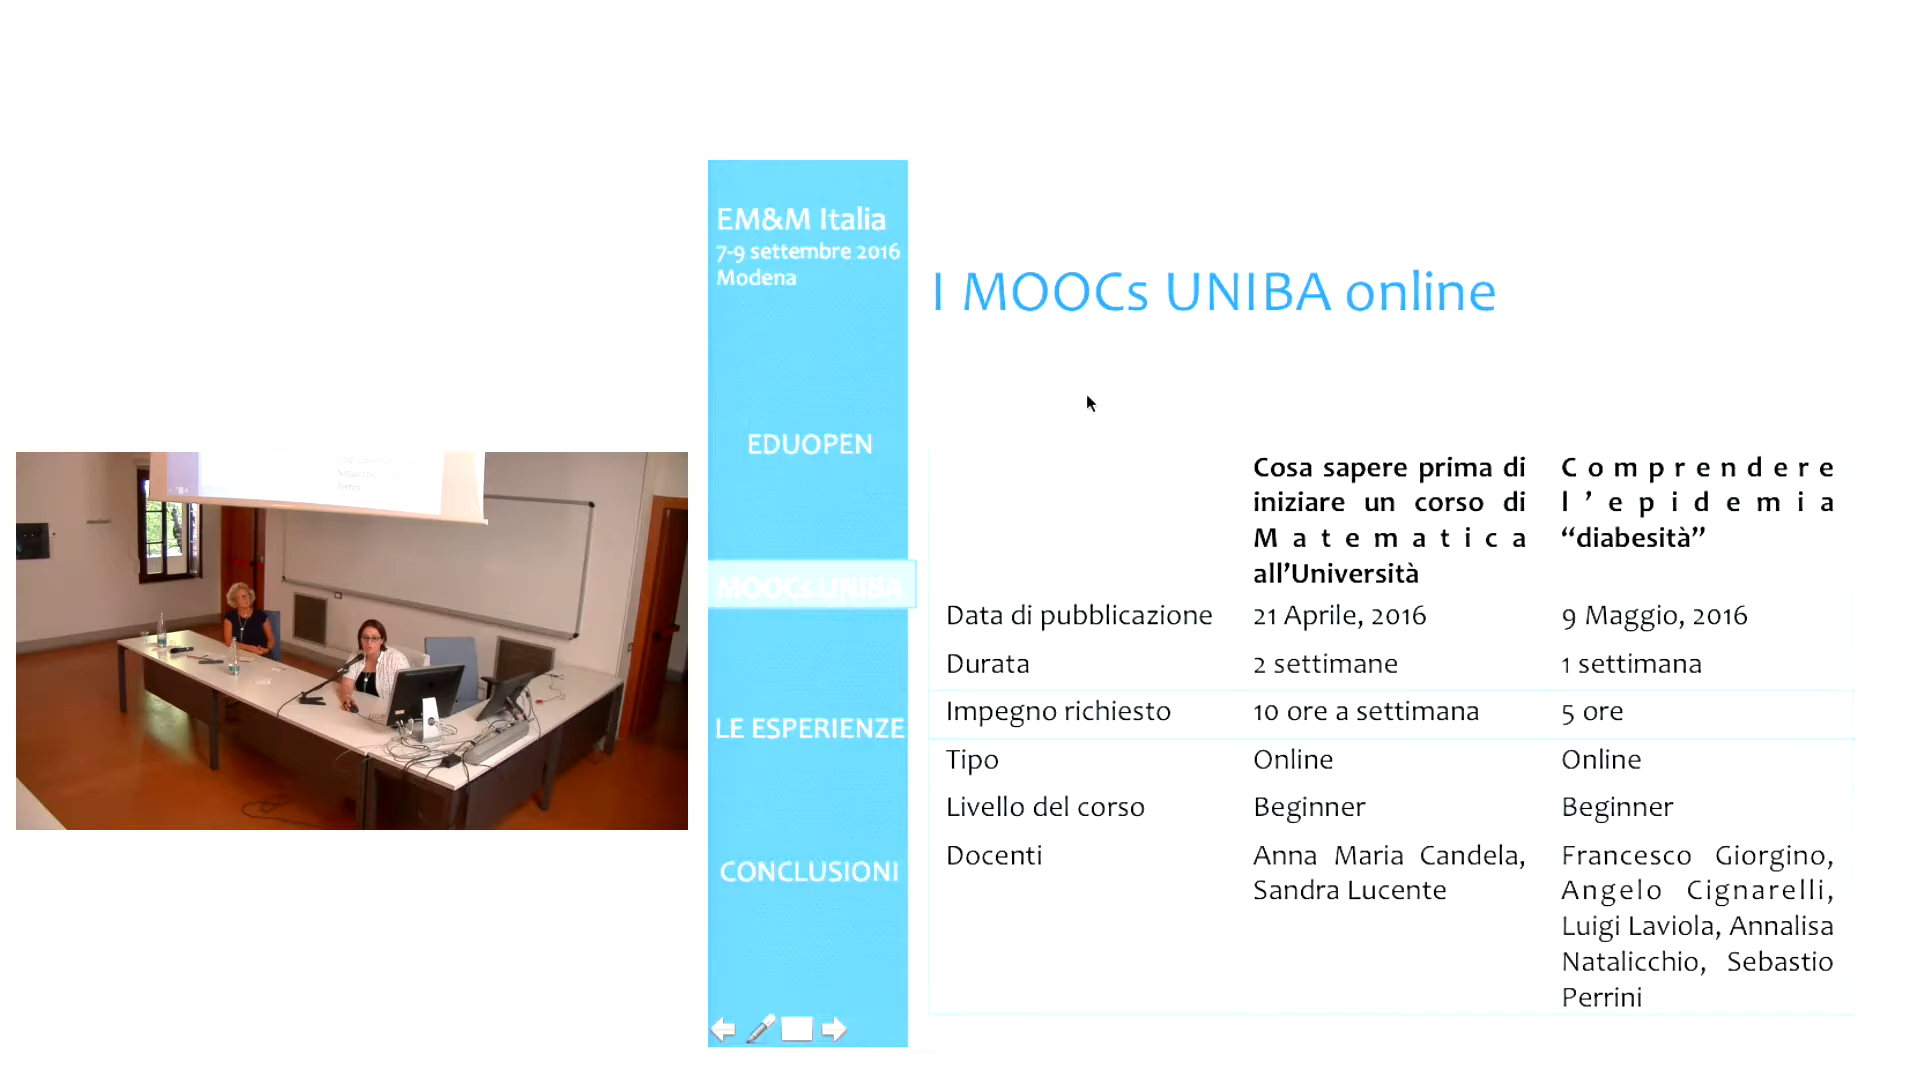 EM&M Italia
7-9 settembre 2016
Modena
EDUOPEN
MOOCs UNIBA
LE ESPERIENZE
CONCLUSIONI
I MOOCs UNIBA online
Cosa sapere prima di
iniziare un corso di
Matematica
all'Università
Comprendere
l'epidemia
“diabesità”
Data di pubblicazione 21 Aprile, 2016 9 Maggio, 2016
Durata 2 settimane 1 settimana
Impegno richiesto 10 ore a settimana 5 ore
Tipo Online Online
Livello del corso Beginner Beginner
Docenti
Anna Maria Candela,
Sandra Lucente
Francesco Giorgino,
Angelo Cignarelli,
Luigi Laviola, Annalisa
Natalicchio, Sebastio
Perrini